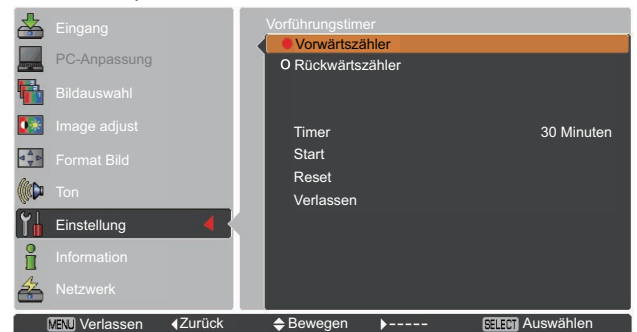 Eingang
PC-Anpassung
Bildauswahl
Image adjust
Format Bild
Ton
Einstellung
Information
Netzwerk
Vorführungstimer
Vorwärtszähler
Rückwärtszähler
Timer 30 Minuten
Start
Reset
Verlassen
MENU Verlassen Zurück Bewegen ----- SELECT Auswählen